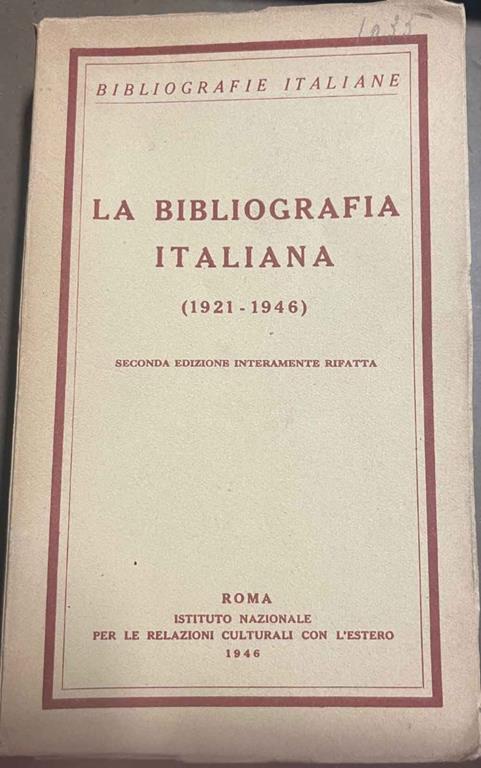 BIBLIOGRAFIE ITALIANE
LA BIBLIOGRAFIA
ITALIANA
(1921-1946)
SECONDA EDIZIONE INTERAMENTE RIFATTA
ROMA
ISTITUTO NAZIONALE
PER LE RELAZIONI CULTURALI CON L'ESTERO
1946